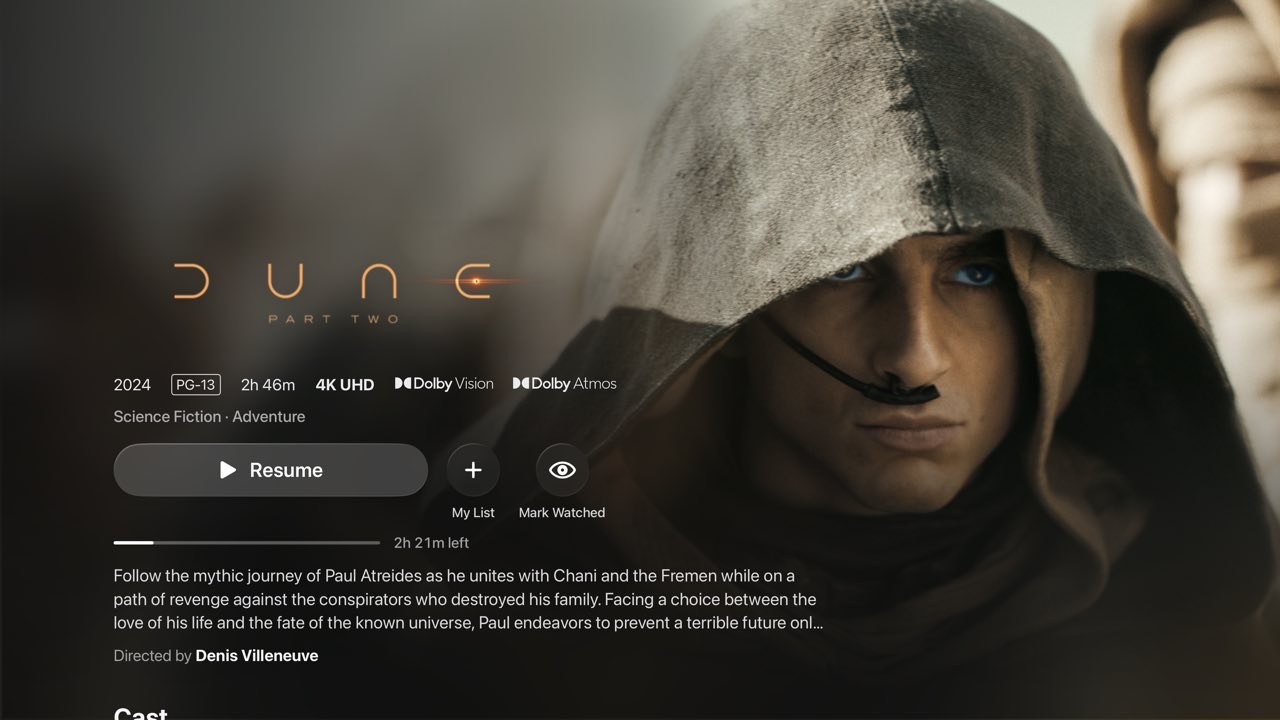 DUNE
PART TWO
2024 PG-13 2h 46m 4K UHD Dolby Vision Dolby Atmos
Science Fiction · Adventure
Resume
My List Mark Watched
2h 21m left
Follow the mythic journey of Paul Atreides as he unites with Chani and the Fremen while on a
path of revenge against the conspirators who destroyed his family. Facing a choice between the
love of his life and the fate of the known universe, Paul endeavors to prevent a terrible future onl...
Directed by Denis Villeneuve
Cast